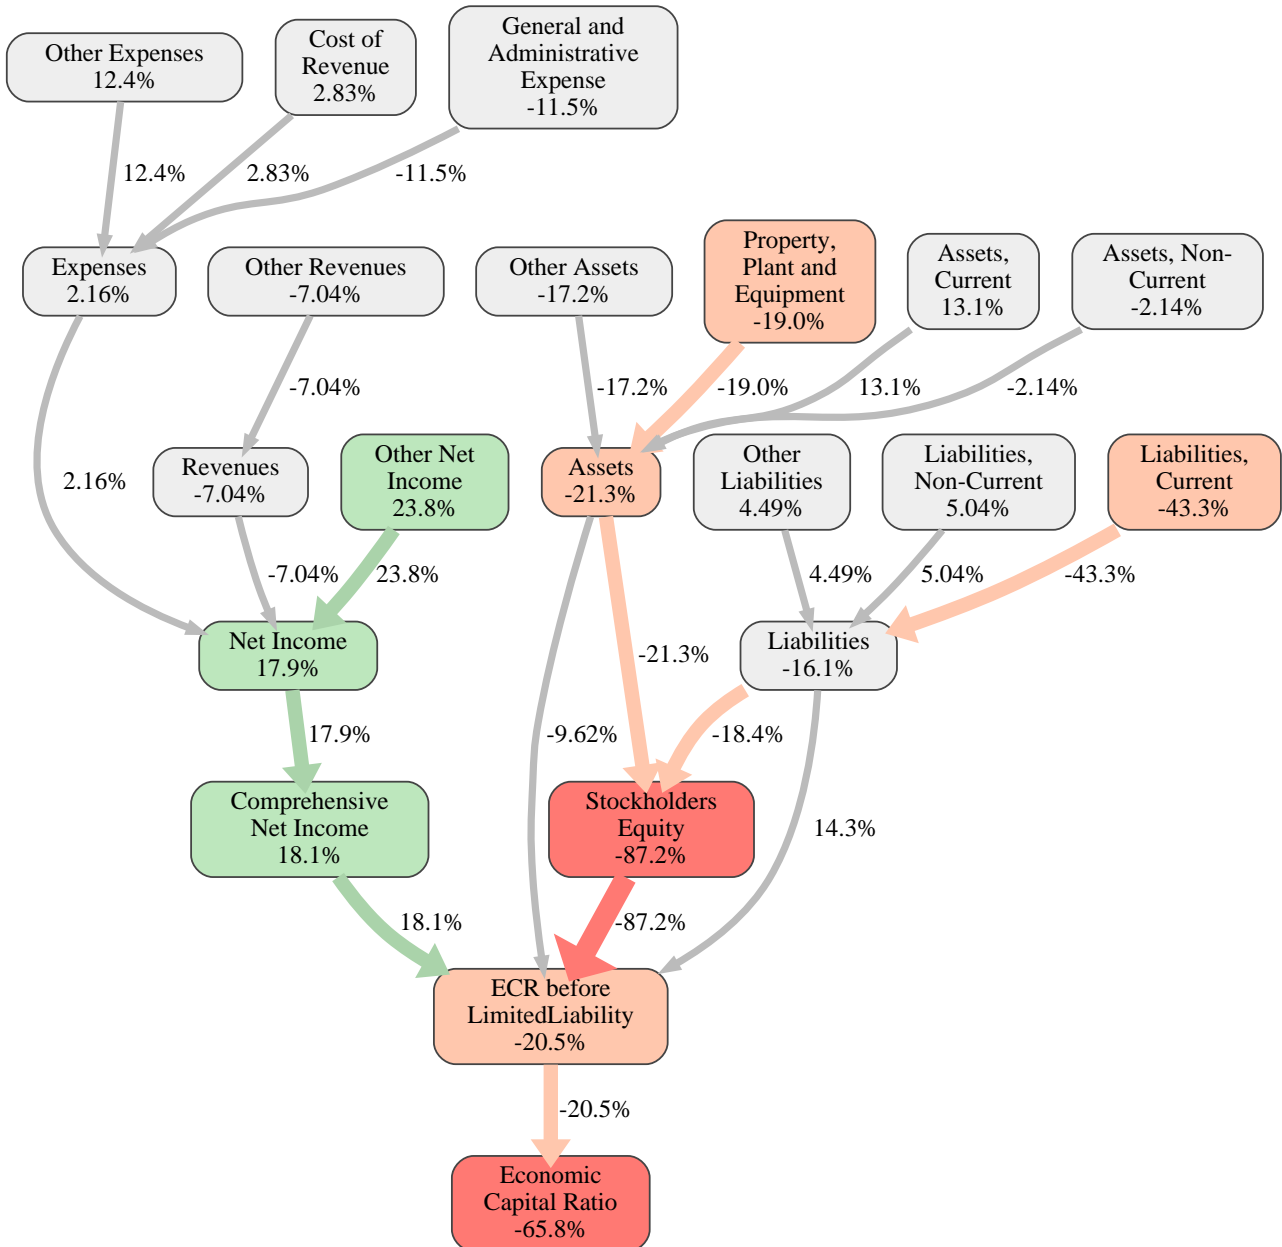 Other Expenses
12.4%
Cost of
Revenue
2.83%
General and
Administrative
Expense
-11.5%
12.4%
2.83%
-11.5%
Expenses
2.16%
Other Revenues
-7.04%
Other Assets
-17.2%
Property,
Plant and
Equipment
-19.0%
Assets,
Current
13.1%
Assets, Non-
Current
-2.14%
-7.04%
-17.2%
-19.0%
13.1%
-2.14%
2.16%
Revenues
-7.04%
Other Net
Income
23.8%
Assets
-21.3%
Other
Liabilities
4.49%
Liabilities,
Non-Current
5.04%
Liabilities,
Current
-43.3%
-7.04%
23.8%
4.49%
5.04%
-43.3%
Net Income
17.9%
-21.3%
Liabilities
-16.1%
17.9%
-9.62%
-18.4%
Comprehensive
Net Income
18.1%
Stockholders
Equity
-87.2%
14.3%
18.1%
-87.2%
ECR before
LimitedLiability
-20.5%
-20.5%
Economic
Capital Ratio
-65.8%